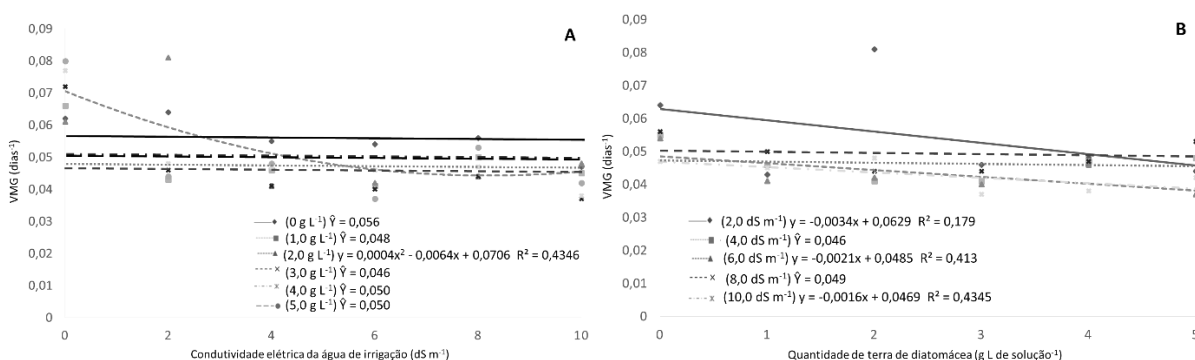 0,09
0,08
0,07
0,06
0,05
0,04
0,03
0,02
0,01
0
VMG (dias-1)
A
(0 g L-1) Ŷ = 0,056
(1,0 g L-1) Ŷ = 0,048
(2,0 g L-1) y = 0,0004x2 - 0,0064x + 0,0706 R2 = 0,4346
(3,0 g L-1) Ŷ = 0,046
(4,0 g L-1) Ŷ = 0,050
(5,0 g L-1) Ŷ = 0,050
0 2 4 6 8 10
Condutividade elétrica da água de irrigação (dS m-1)
0,09
0,08
0,07
0,06
0,05
0,04
0,03
0,02
0,01
0
VMG (dias-1)
B
(2,0 dS m-1) y = -0,0034x + 0,0629 R2 = 0,179
(4,0 dS m-1) Ŷ = 0,046
(6,0 dS m-1) y = -0,0021x + 0,0485 R2 = 0,413
(8,0 dS m-1) Ŷ = 0,049
(10,0 dS m-1) y = -0,0016x + 0,0469 R2 = 0,4345
0 1 2 3 4 5
Quantidade de terra de diatomácea (g L de solução-1)